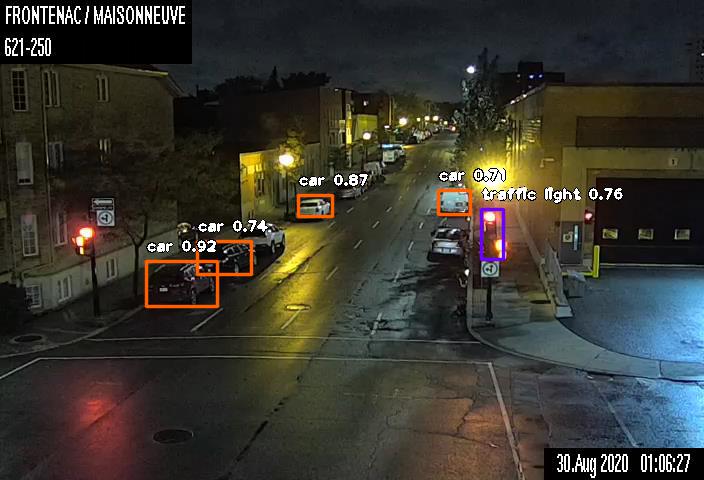 FRONTENAC / MAISONNEUVE
621-250
car 0.87
car 0.71
traffic light 0.76
car 0.74
car 0.92
30.Aug 2020 01:06:27